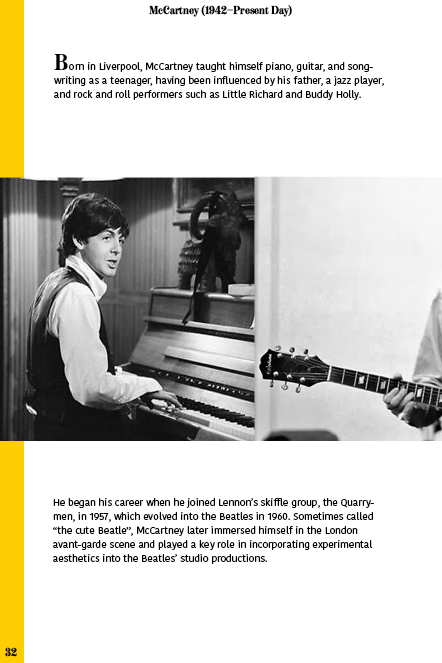 McCartney (1942–Present Day)
Born in Liverpool, McCartney taught himself piano, guitar, and song-
writing as a teenager, having been influenced by his father, a jazz player,
and rock and roll performers such as Little Richard and Buddy Holly.
He began his career when he joined Lennon’s skiffle group, the Quarry-
men, in 1957, which evolved into the Beatles in 1960. Sometimes called
“the cute Beatle”, McCartney later immersed himself in the London
avant-garde scene and played a key role in incorporating experimental
aesthetics into the Beatles’ studio productions.
32